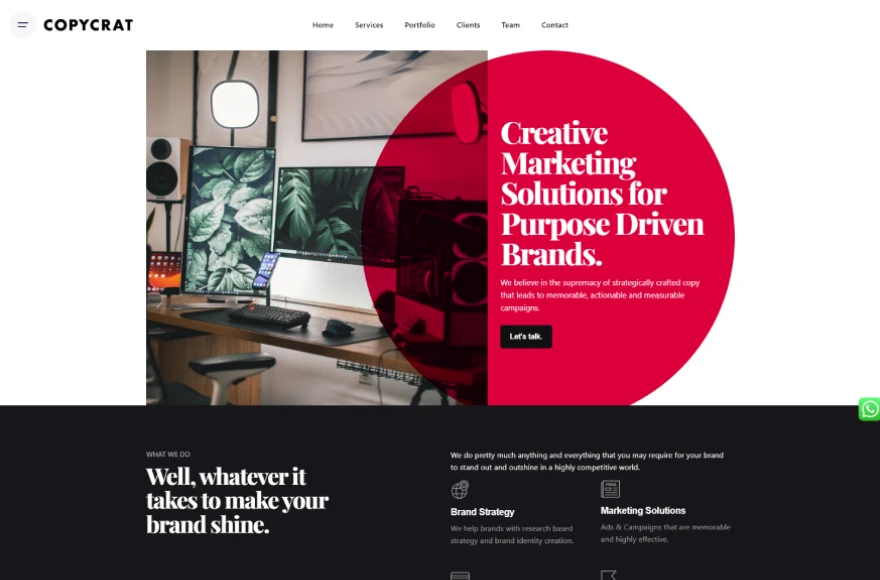 COPYCRAT
Home Services Portfolio Clients Team Contact
Creative
Marketing
Solutions for
Purpose Driven
Brands.
We believe in the supremacy of strategically crafted copy
that leads to memorable, actionable and measurable
campaigns.
Let's talk.
WHAT WE DO
Well, whatever it
takes to make your
brand shine.
We do pretty much anything and everything that you may require for your brand
to stand out and outshine in a highly competitive world.
Brand Strategy
We help brands with research based
strategy and brand identity creation.
Marketing Solutions
Ads & Campaigns that are memorable
and highly effective.